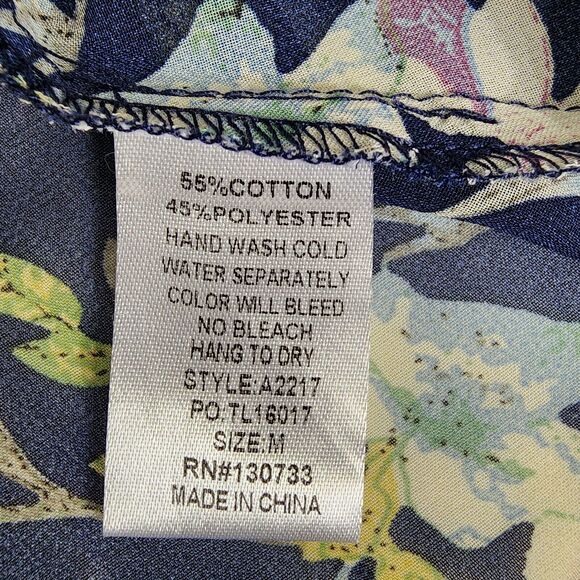 55%COTTON
45%POLYESTER
HAND WASH COLD
WATER SEPARATELY
COLOR WILL BLEED
NO BLEACH
HANG TO DRY
STYLE:A2217
PO:TL16017
SIZE:M
RN#130733
MADE IN CHINA